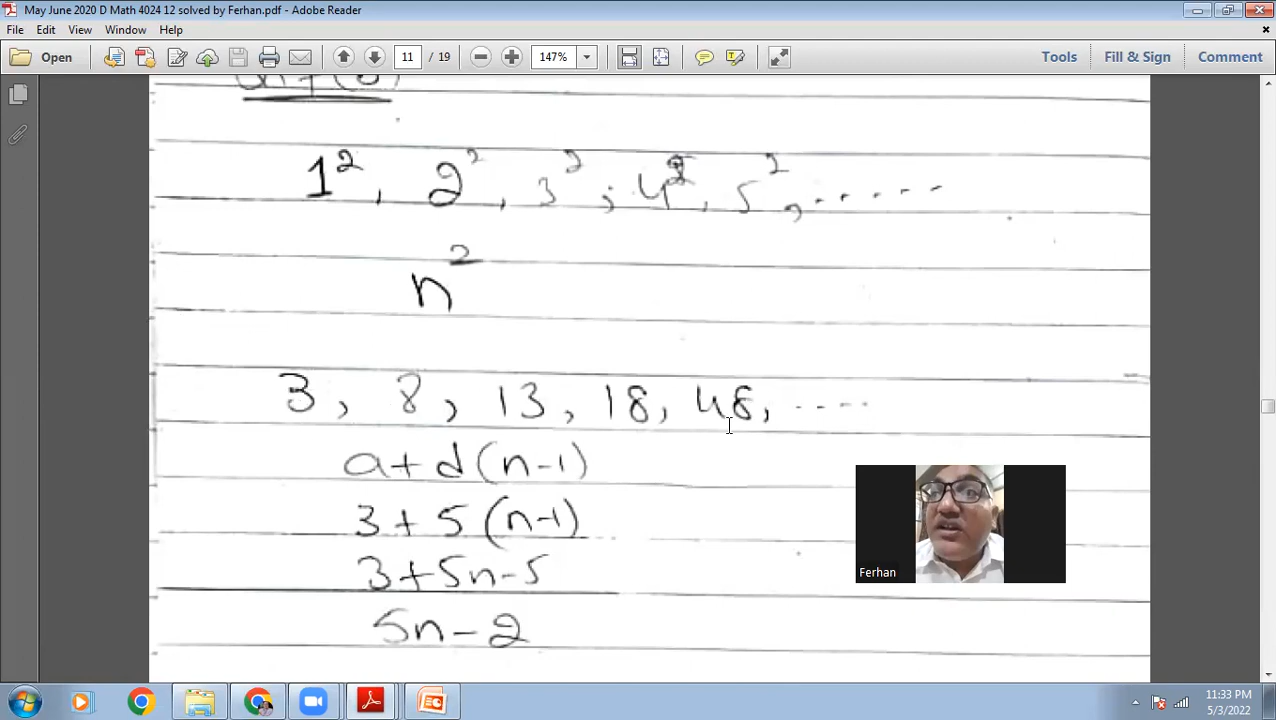 May June 2020 D Math 4024 12 solved by Ferhan.pdf - Adobe Reader
File Edit View Window Help
Open 11 / 19 147% Tools Fill & Sign Comment
1², 2², 3², 4², 5², ......
n²
3, 8, 13, 18, 48, ....
a + d (n-1)
3 + 5 (n-1)
3 + 5n - 5
5n - 2
Ferhan
11:33 PM
5/3/2022